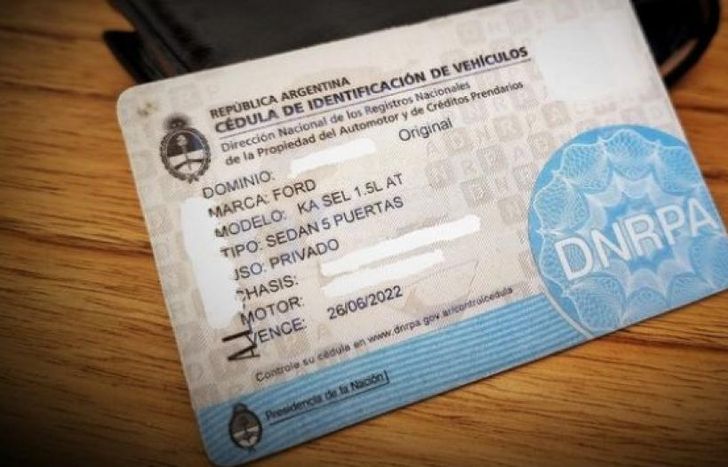 REPÚBLICA ARGENTINA
CÉDULA DE IDENTIFICACIÓN DE VEHÍCULOS
Dirección Nacional de los Registros Nacionales
de la Propiedad del Automotor y de Créditos Prendarios
Original
DOMINIO:
MARCA: FORD
MODELO: KA SEL 1.5L AT
TIPO: SEDAN 5 PUERTAS
USO: PRIVADO
CHASIS:
MOTOR:
VENCE: 26/06/2022
Controle su cédula en www.dnrpa.gov.ar/controlcedula
Presidencia de la Nación
DNRPA